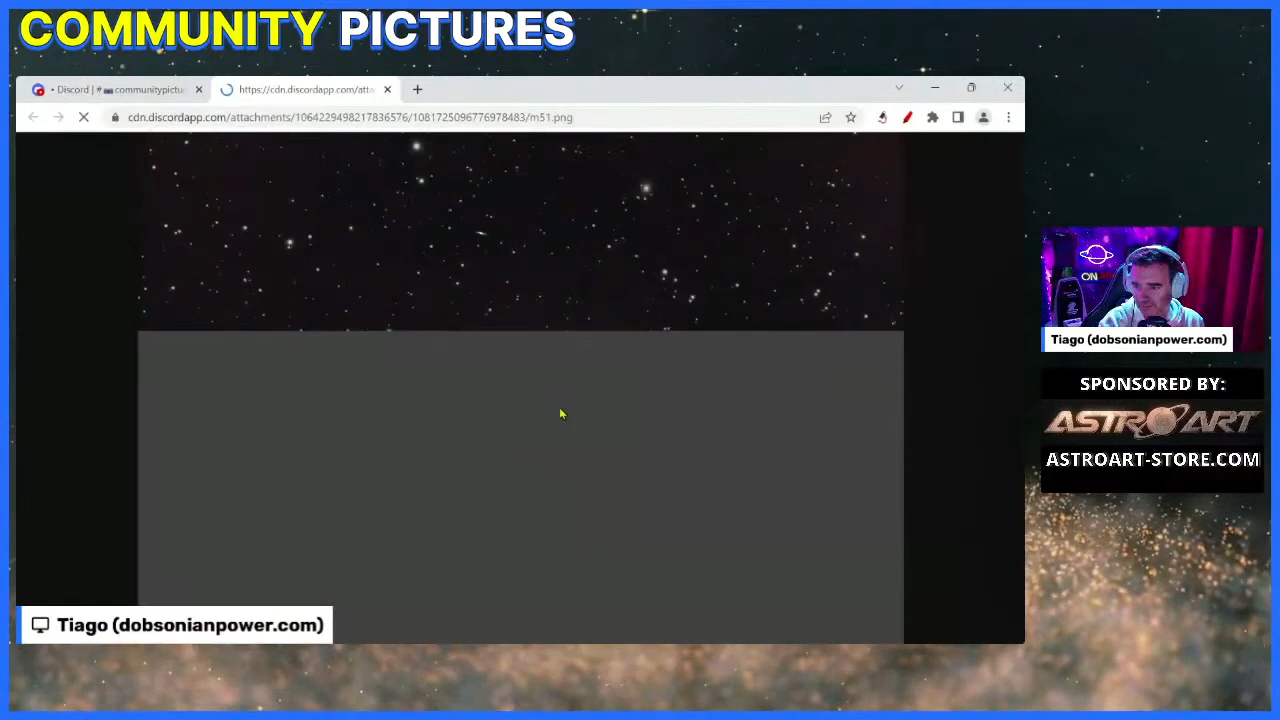 COMMUNITY PICTURES
• Discord | # communitypictu
https://cdn.discordapp.com/atta
cdn.discordapp.com/attachments/1064229498217836576/1081725096776978483/m51.png
ON
Tiago (dobsonianpower.com)
SPONSORED BY:
ASTROART
ASTROART-STORE.COM
Tiago (dobsonianpower.com)